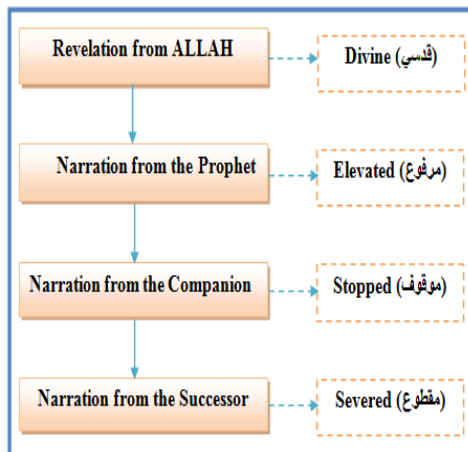 Revelation from ALLAH
Divine (قدسي)
Narration from the Prophet
Elevated (مرفوع)
Narration from the Companion
Stopped (موقوف)
Narration from the Successor
Severed (مقطوع)